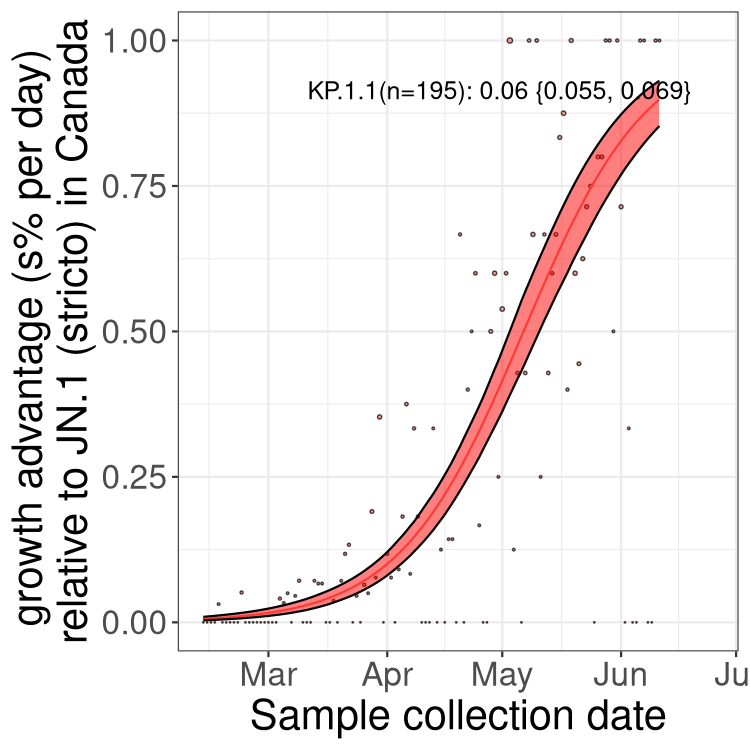 growth advantage (s% per day)
relative to JN.1 (stricto) in Canada
1.00
0.75
0.50
0.25
0.00
KP.1.1(n=195): 0.06 {0.055, 0.069}
Mar Apr May Jun Ju
Sample collection date